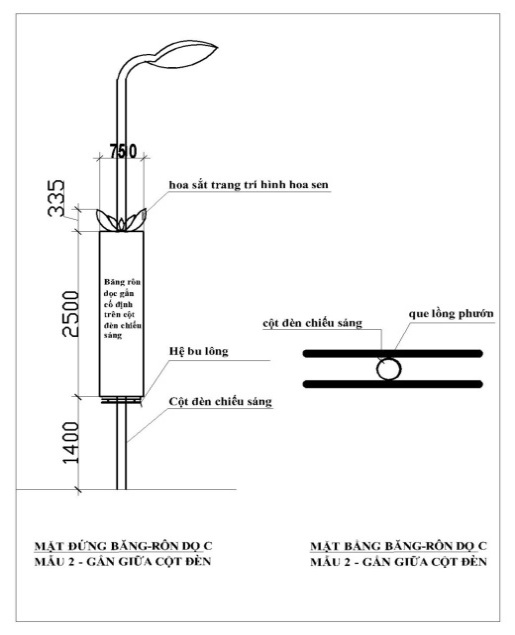 750
hoa sắt trang trí hình hoa sen
335
Băng rôn
dọc gắn
cố định
trên cột
đèn chiếu
sáng
2500
cột đèn chiếu sáng
que lồng phướn
Hệ bu lông
Cột đèn chiếu sáng
1400
MẶT ĐỨNG BĂNG-RÔN DỌ C
MẪU 2 - GẮN GIỮA CỘT ĐÈN
MẶT BẰNG BĂNG-RÔN DỌ C
MẪU 2 - GẮN GIỮA CỘT ĐÈN